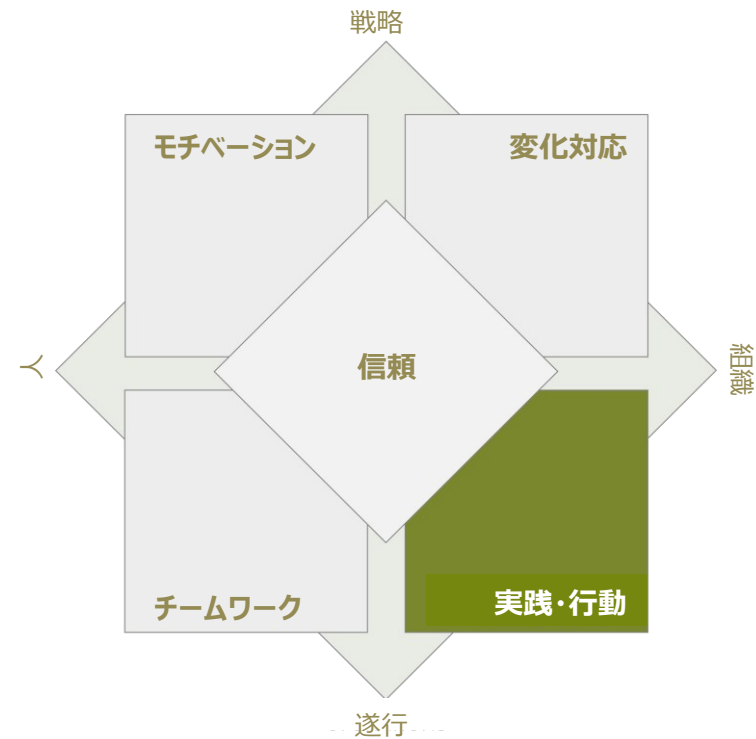 戦略
モチベーション
変化対応
人
信頼
組織
チームワーク
実践・行動
遂行